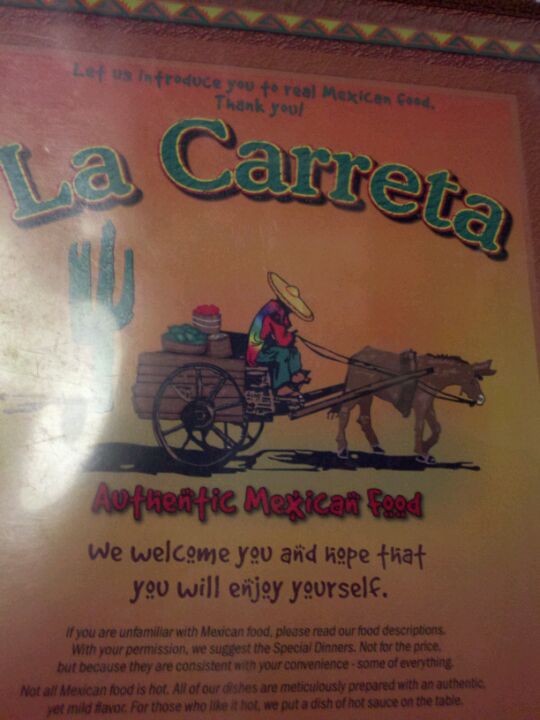 Let us introduce you to real Mexican food.
Thank you!
La Carreta
Authentic Mexican Food
We welcome you and hope that
you will enjoy yourself.
If you are unfamiliar with Mexican food, please read our food descriptions.
With your permission, we suggest the Special Dinners. Not for the price,
but because they are consistent with your convenience - some of everything.
Not all Mexican food is hot. All of our dishes are meticulously prepared with an authentic,
yet mild flavor. For those who like it hot, we put a dish of hot sauce on the table.